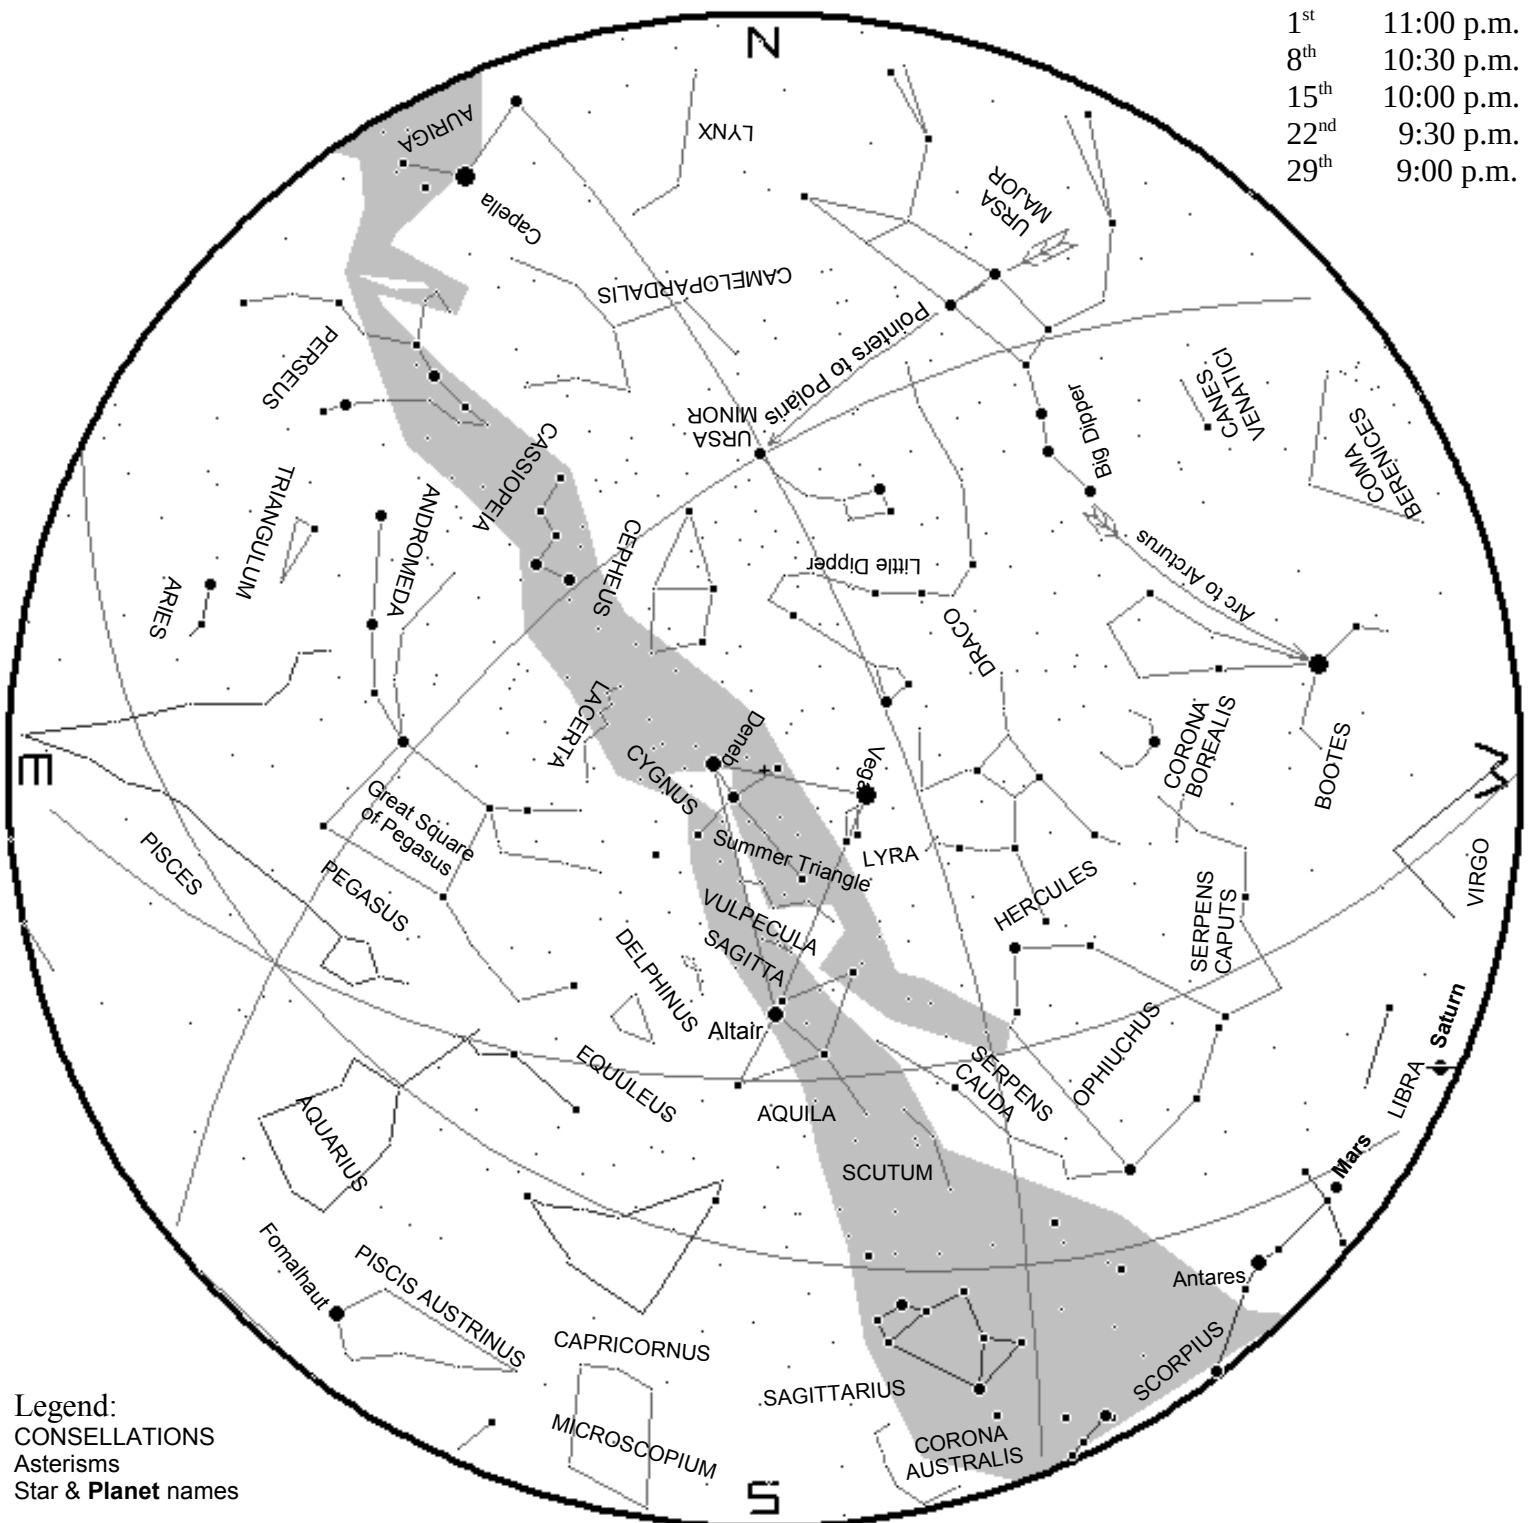 1st 11:00 p.m.
8th 10:30 p.m.
15th 10:00 p.m.
22nd 9:30 p.m.
29th 9:00 p.m.
N
AURIGA
LYNX
Capella
URSA
MAJOR
CAMELOPARDALIS
Pointers to Polaris
PERSEUS
URSA
MINOR
CANES
VENATICI
Big Dipper
COMA
BERENICES
CASSIOPEIA
TRIANGULUM
ANDROMEDA
CEPHEUS
Little Dipper
Arc to Arcturus
ARIES
DRACO
LACERTA
Deneb
CORONA
BOREALIS
BOOTES
E
W
CYGNUS
Vega
Great Square
of Pegasus
Summer Triangle
LYRA
PISCES
PEGASUS
VULPECULA
HERCULES
SERPENS
CAPUTS
VIRGO
SAGITTA
DELPHINUS
Altair
Saturn
EQUULEUS
AQUILA
SERPENS
CAUDA
OPHIUCHUS
LIBRA
AQUARIUS
SCUTUM
Mars
Fomalhaut
PISCIS AUSTRINUS
Antares
CAPRICORNUS
SAGITTARIUS
SCORPIUS
MICROSCOPIUM
CORONA
AUSTRALIS
S
Legend:
CONSELLATIONS
Asterisms
Star & Planet names